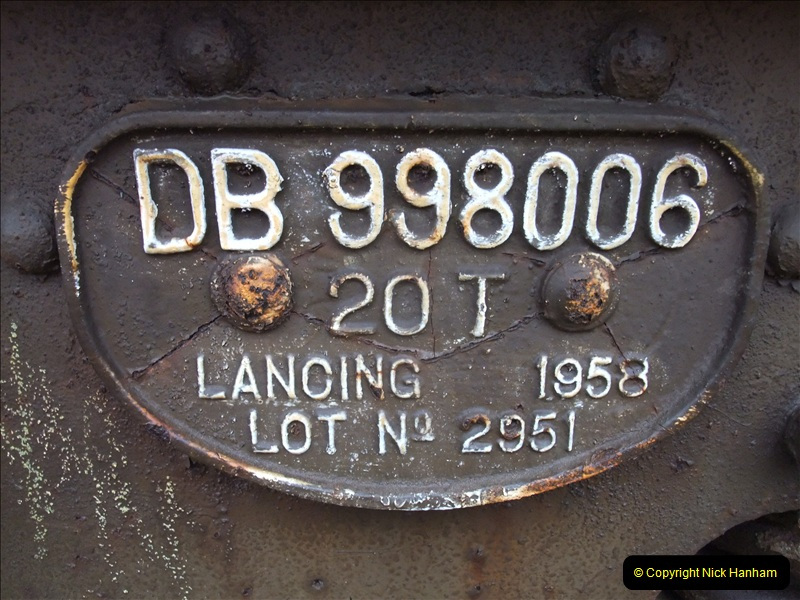 DB 998006
20 T
LANCING 1958
LOT Nº 2951
© Copyright Nick Hanham